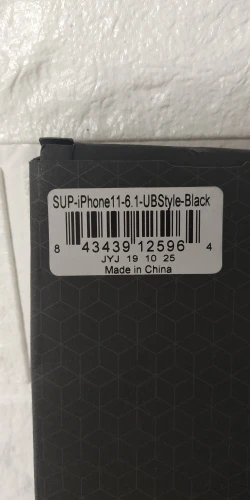 SUP-iPhone11-6.1-UBStyle-Black
8 43439 12596 4
JYJ 19 10 25
Made in China